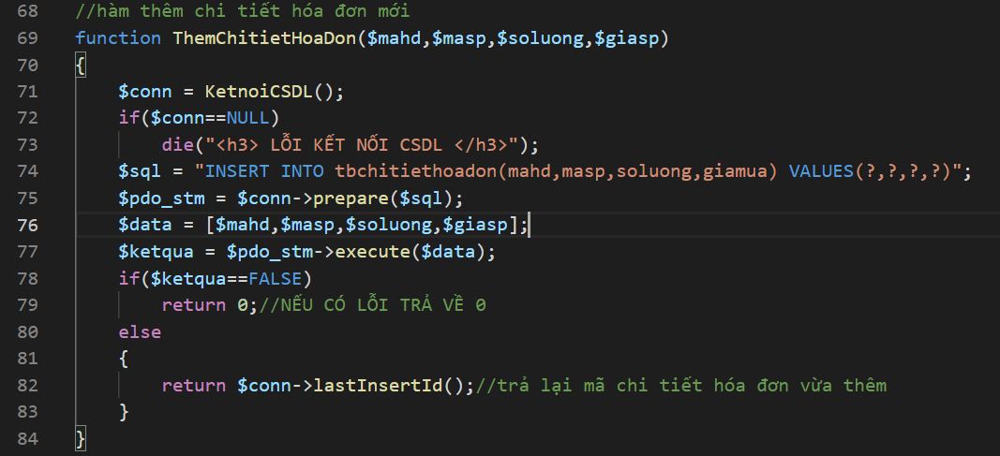 68 //hàm thêm chi tiết hóa đơn mới
69 function ThemChitietHoaDon($mahd,$masp,$soluong,$giasp)
70 {
71     $conn = KetnoiCSDL();
72     if($conn==NULL)
73         die("<h3> LỖI KẾT NỐI CSDL </h3>");
74     $sql = "INSERT INTO tbchitiethoadon(mahd,masp,soluong,giamua) VALUES(?,?,?,?)";
75     $pdo_stm = $conn->prepare($sql);
76     $data = [$mahd,$masp,$soluong,$giasp];
77     $ketqua = $pdo_stm->execute($data);
78     if($ketqua==FALSE)
79         return 0;//NẾU CÓ LỖI TRẢ VỀ 0
80     else
81     {
82         return $conn->lastInsertId();//trả lại mã chi tiết hóa đơn vừa thêm
83     }
84 }